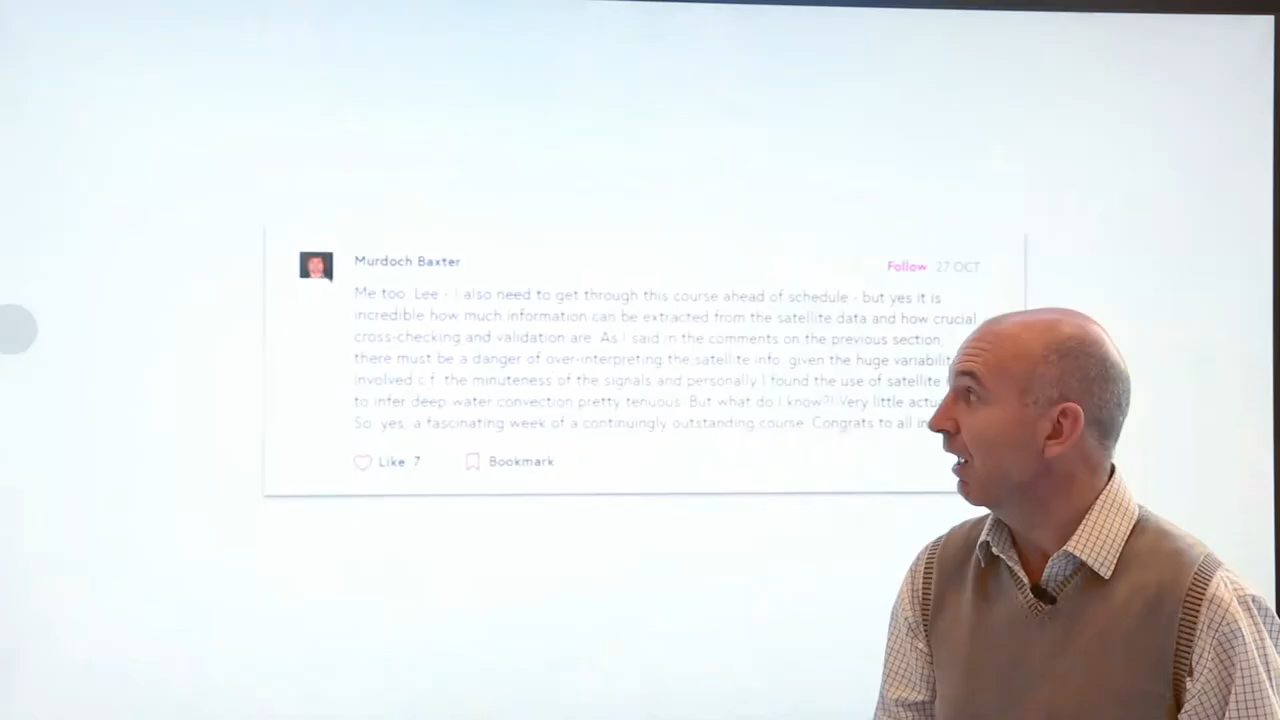 Murdoch Baxter
Follow 27 OCT
Me too, Lee - I also need to get through this course ahead of schedule - but yes it is
incredible how much information can be extracted from the satellite data and how crucial
cross-checking and validation are. As I said in the comments on the previous section,
there must be a danger of over-interpreting the satellite info. given the huge
involved c.f. the minuteness of the signals and personally I found the use of satellite
to infer deep water convection pretty tenuous. But what do I know?! Very little
So, yes, a fascinating week of a continuingly outstanding course. Congrats to all
Like 7
Bookmark